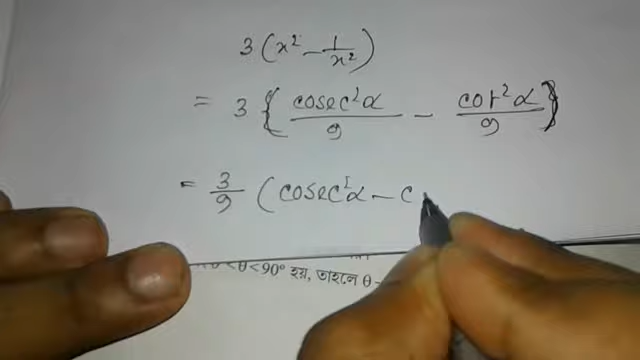 3(x² - 1/x²)
= 3 { cosec²α/9 - cot²α/9 }
= 3/9 (cosec²α - c
θ < 90° হয়, তাহলে θ -